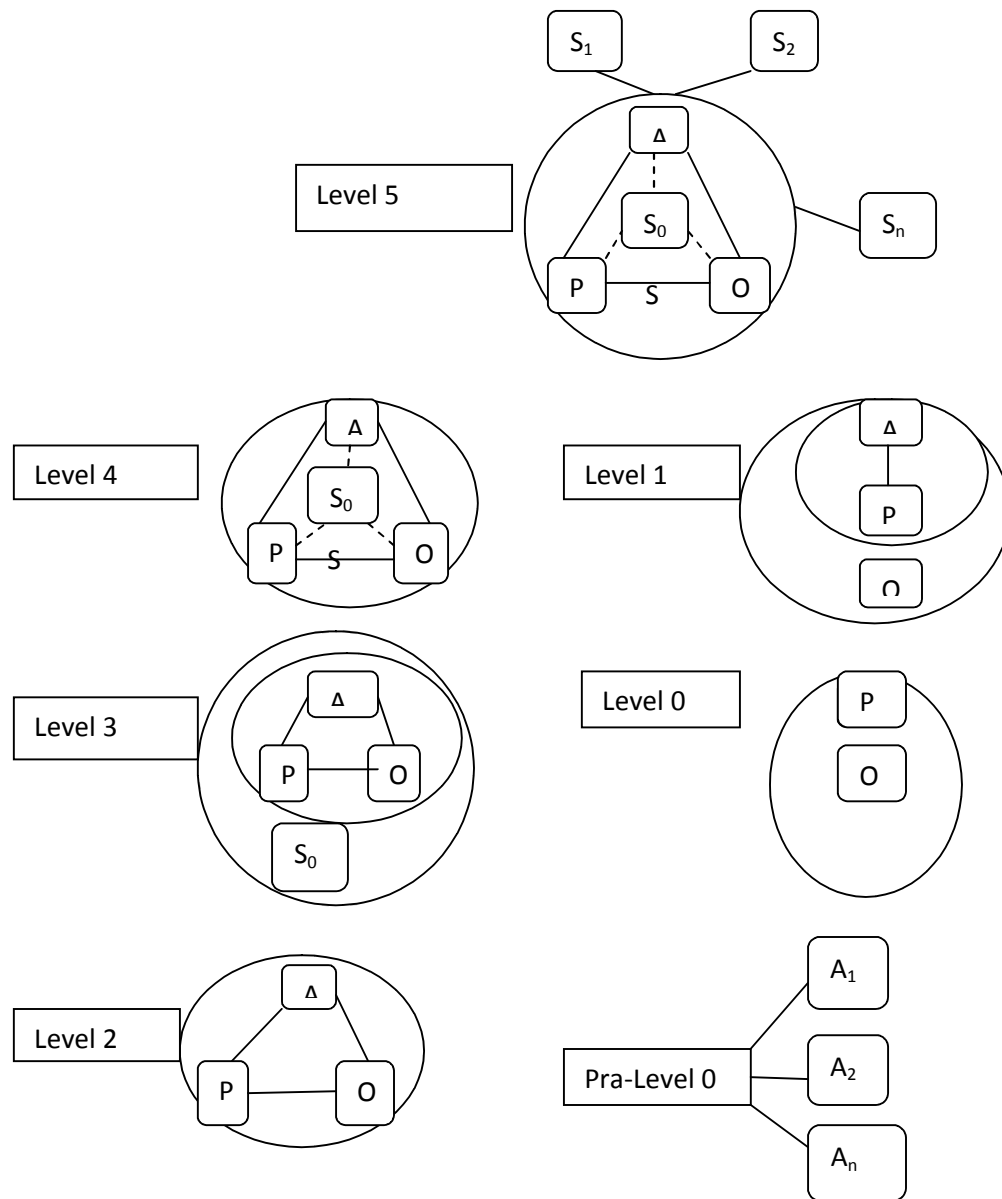 S₁
S₂
A
Level 5
S₀
Sₙ
P
S
O
Level 4
A
S₀
P
S
O
Level 1
A
P
O
Level 3
A
P
O
S₀
Level 0
P
O
Level 2
A
P
O
Pra-Level 0
A₁
A₂
Aₙ